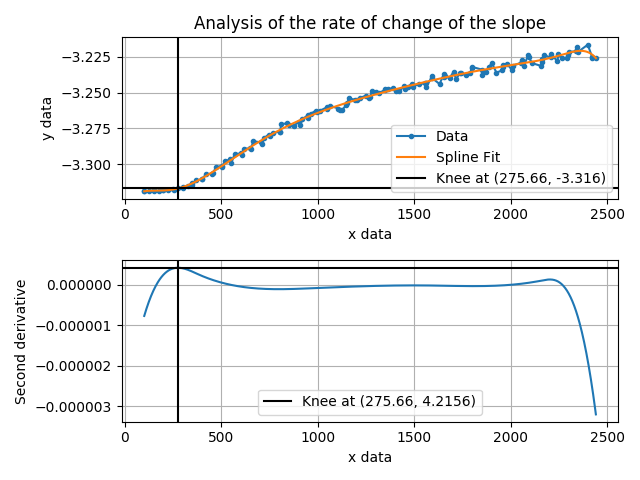 Analysis of the rate of change of the slope
y data
−3.225
−3.250
−3.275
−3.300
Data
Spline Fit
Knee at (275.66, -3.316)
0
500
1000
1500
2000
2500
x data
Second derivative
0.000000
−0.000001
−0.000002
−0.000003
Knee at (275.66, 4.2156)
0
500
1000
1500
2000
2500
x data